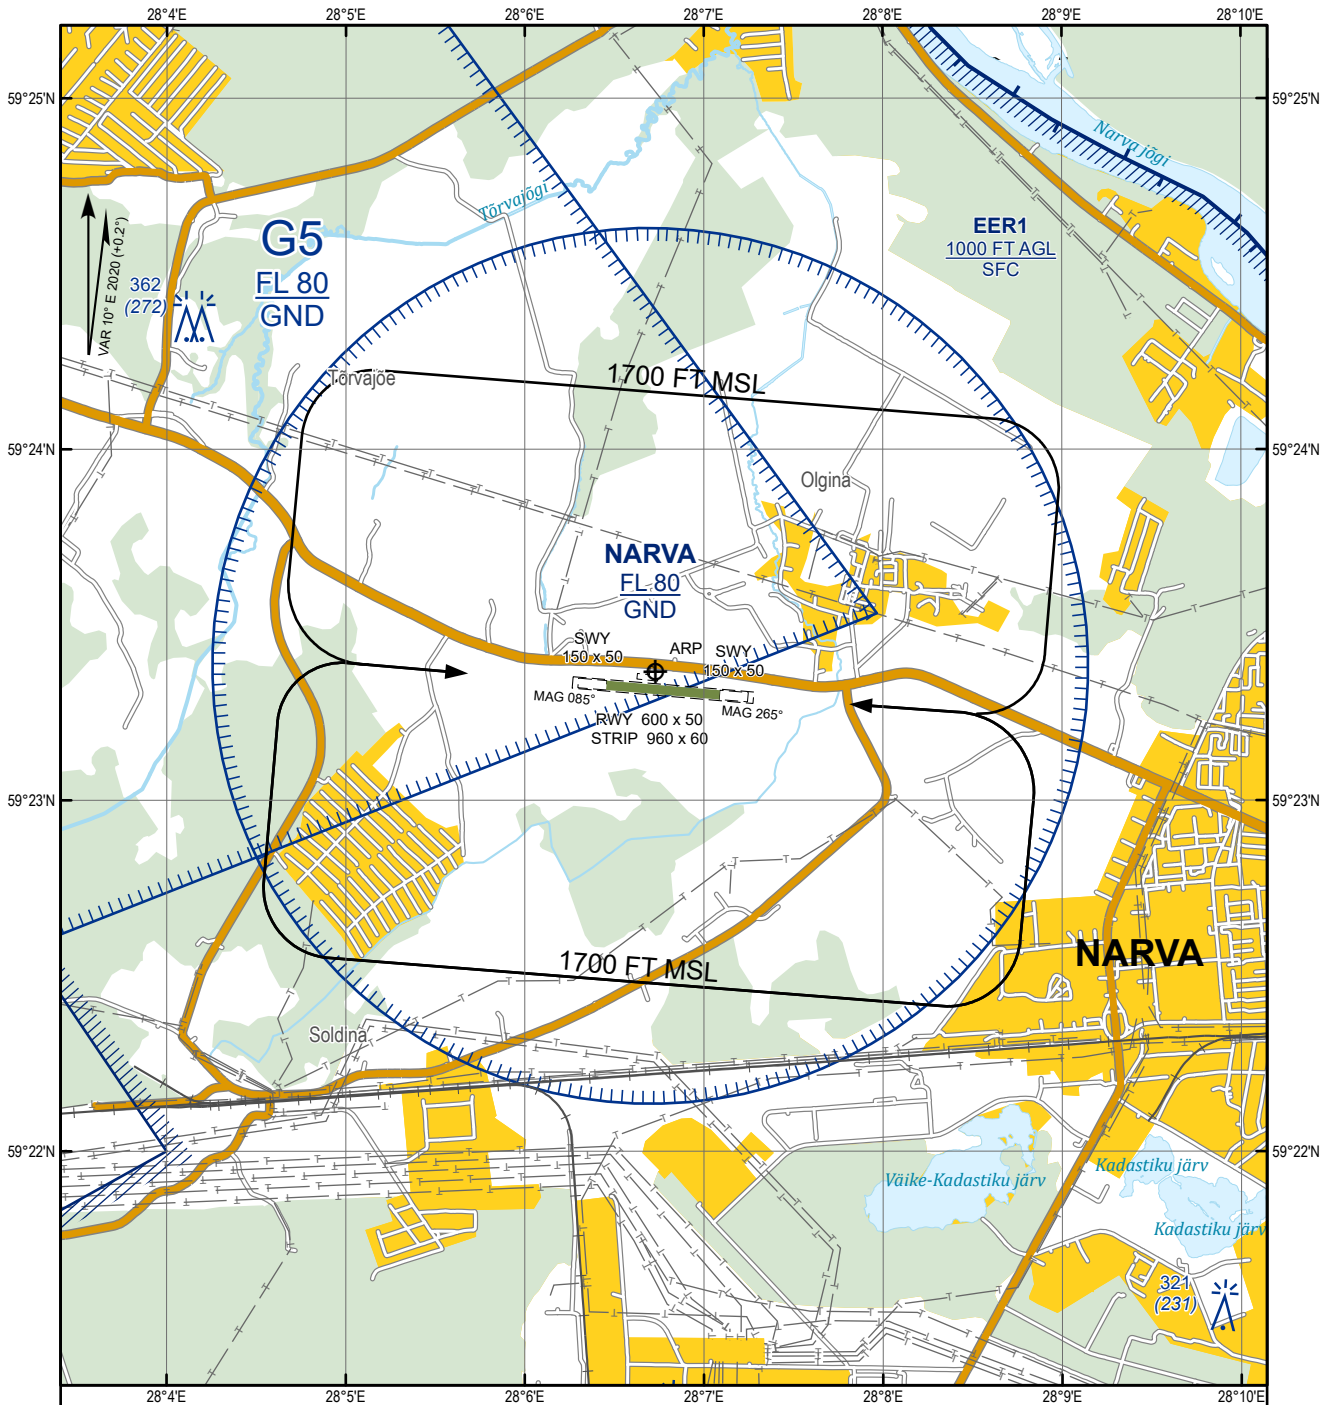 28°4'E
28°5'E
28°6'E
28°7'E
28°8'E
28°9'E
28°10'E
59°25'N
59°25'N
Narva jõgi
Tõrvajõgi
G5
FL 80
GND
EER1
1000 FT AGL
SFC
VAR 10° E 2020 (+0.2°)
362
(272)
Tõrvajõe
1700 FT MSL
59°24'N
59°24'N
Olgina
NARVA
FL 80
GND
SWY
150 x 50
ARP
SWY
150 x 50
MAG 085°
MAG 265°
RWY 600 x 50
STRIP 960 x 60
59°23'N
59°23'N
NARVA
1700 FT MSL
Soldina
59°22'N
59°22'N
Väike-Kadastiku järv
Kadastiku järv
Kadastiku järv
321
(231)
28°4'E
28°5'E
28°6'E
28°7'E
28°8'E
28°9'E
28°10'E